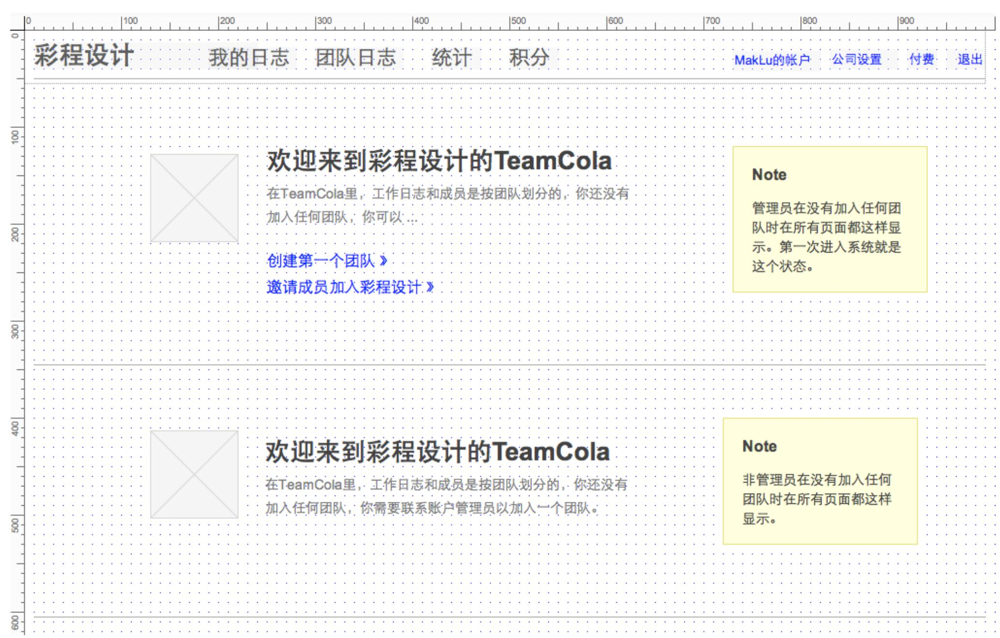 0 100 200 300 400 500 600 700 800 900
0
彩程设计 我的日志 团队日志 统计 积分 MakLu的帐户 公司设置 付费 退出
100
欢迎来到彩程设计的TeamCola
在TeamCola里，工作日志和成员是按团队划分的，你还没有
加入任何团队，你可以 ...
创建第一个团队 》
邀请成员加入彩程设计 》
Note
管理员在没有加入任何团
队时在所有页面都这样显
示。第一次进入系统就是
这个状态。
200
300
400
欢迎来到彩程设计的TeamCola
在TeamCola里，工作日志和成员是按团队划分的，你还没有
加入任何团队，你需要联系账户管理员以加入一个团队。
Note
非管理员在没有加入任何
团队时在所有页面都这样
显示。
500
600